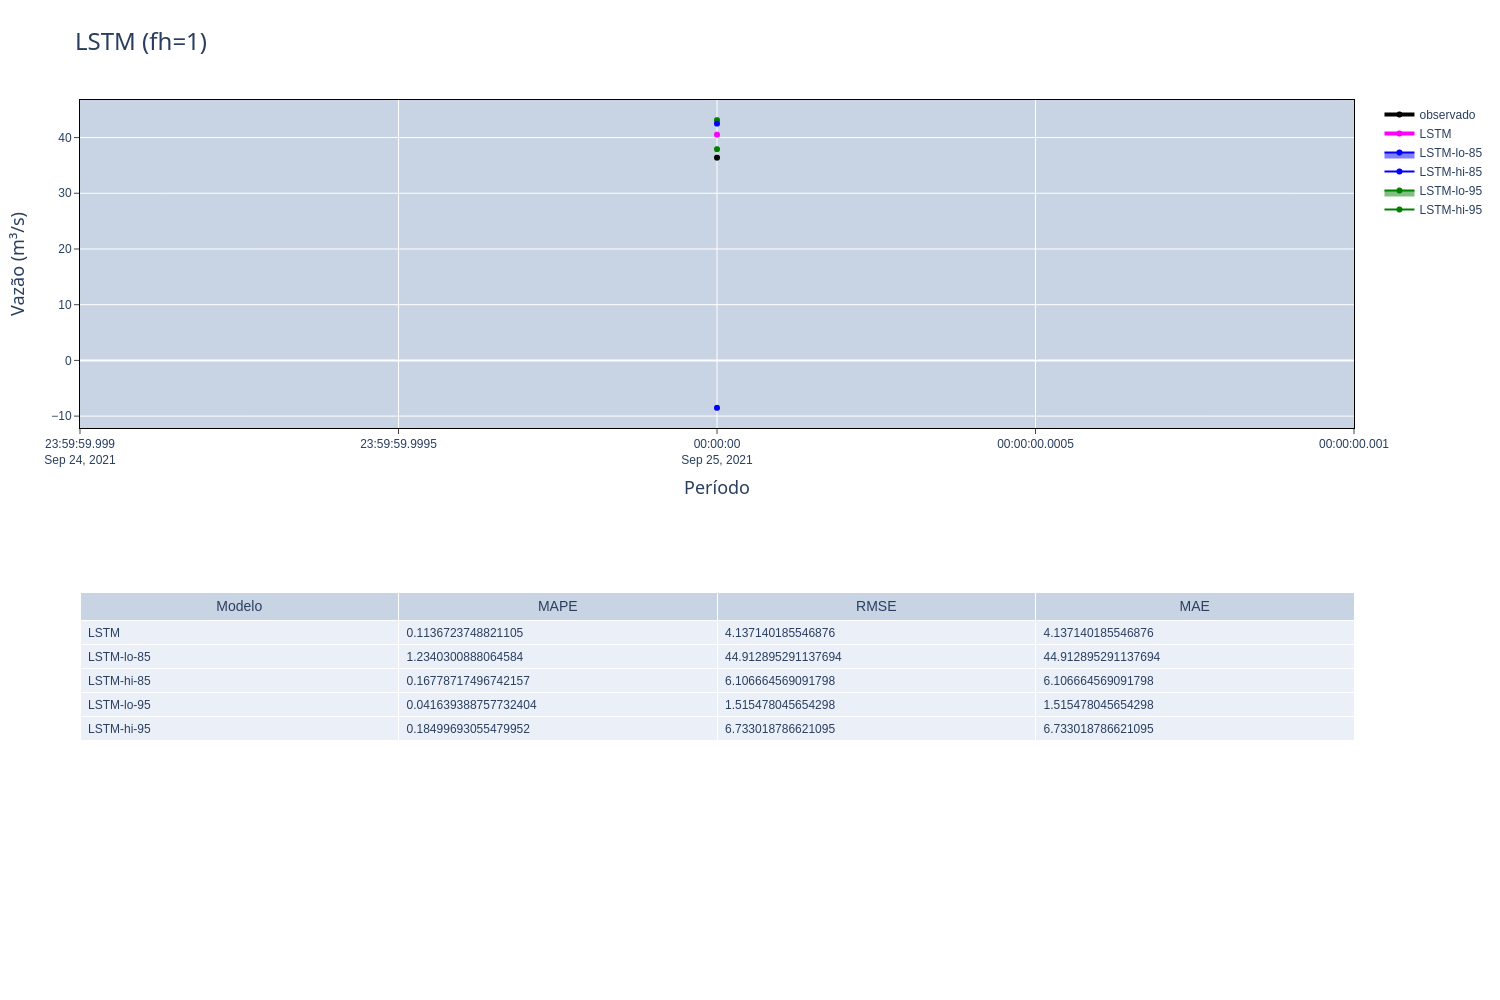 LSTM (fh=1)
observado
LSTM
LSTM-lo-85
LSTM-hi-85
LSTM-lo-95
LSTM-hi-95
Vazão (m³/s)
40
30
20
10
0
−10
23:59:59.999 23:59:59.9995 00:00:00 00:00:00.0005 00:00:00.001
Sep 24, 2021 Sep 25, 2021
Período
Modelo MAPE RMSE MAE
LSTM 0.1136723748821105 4.137140185546876 4.137140185546876
LSTM-lo-85 1.2340300888064584 44.912895291137694 44.912895291137694
LSTM-hi-85 0.16778717496742157 6.106664569091798 6.106664569091798
LSTM-lo-95 0.041639388757732404 1.515478045654298 1.515478045654298
LSTM-hi-95 0.18499693055479952 6.733018786621095 6.733018786621095